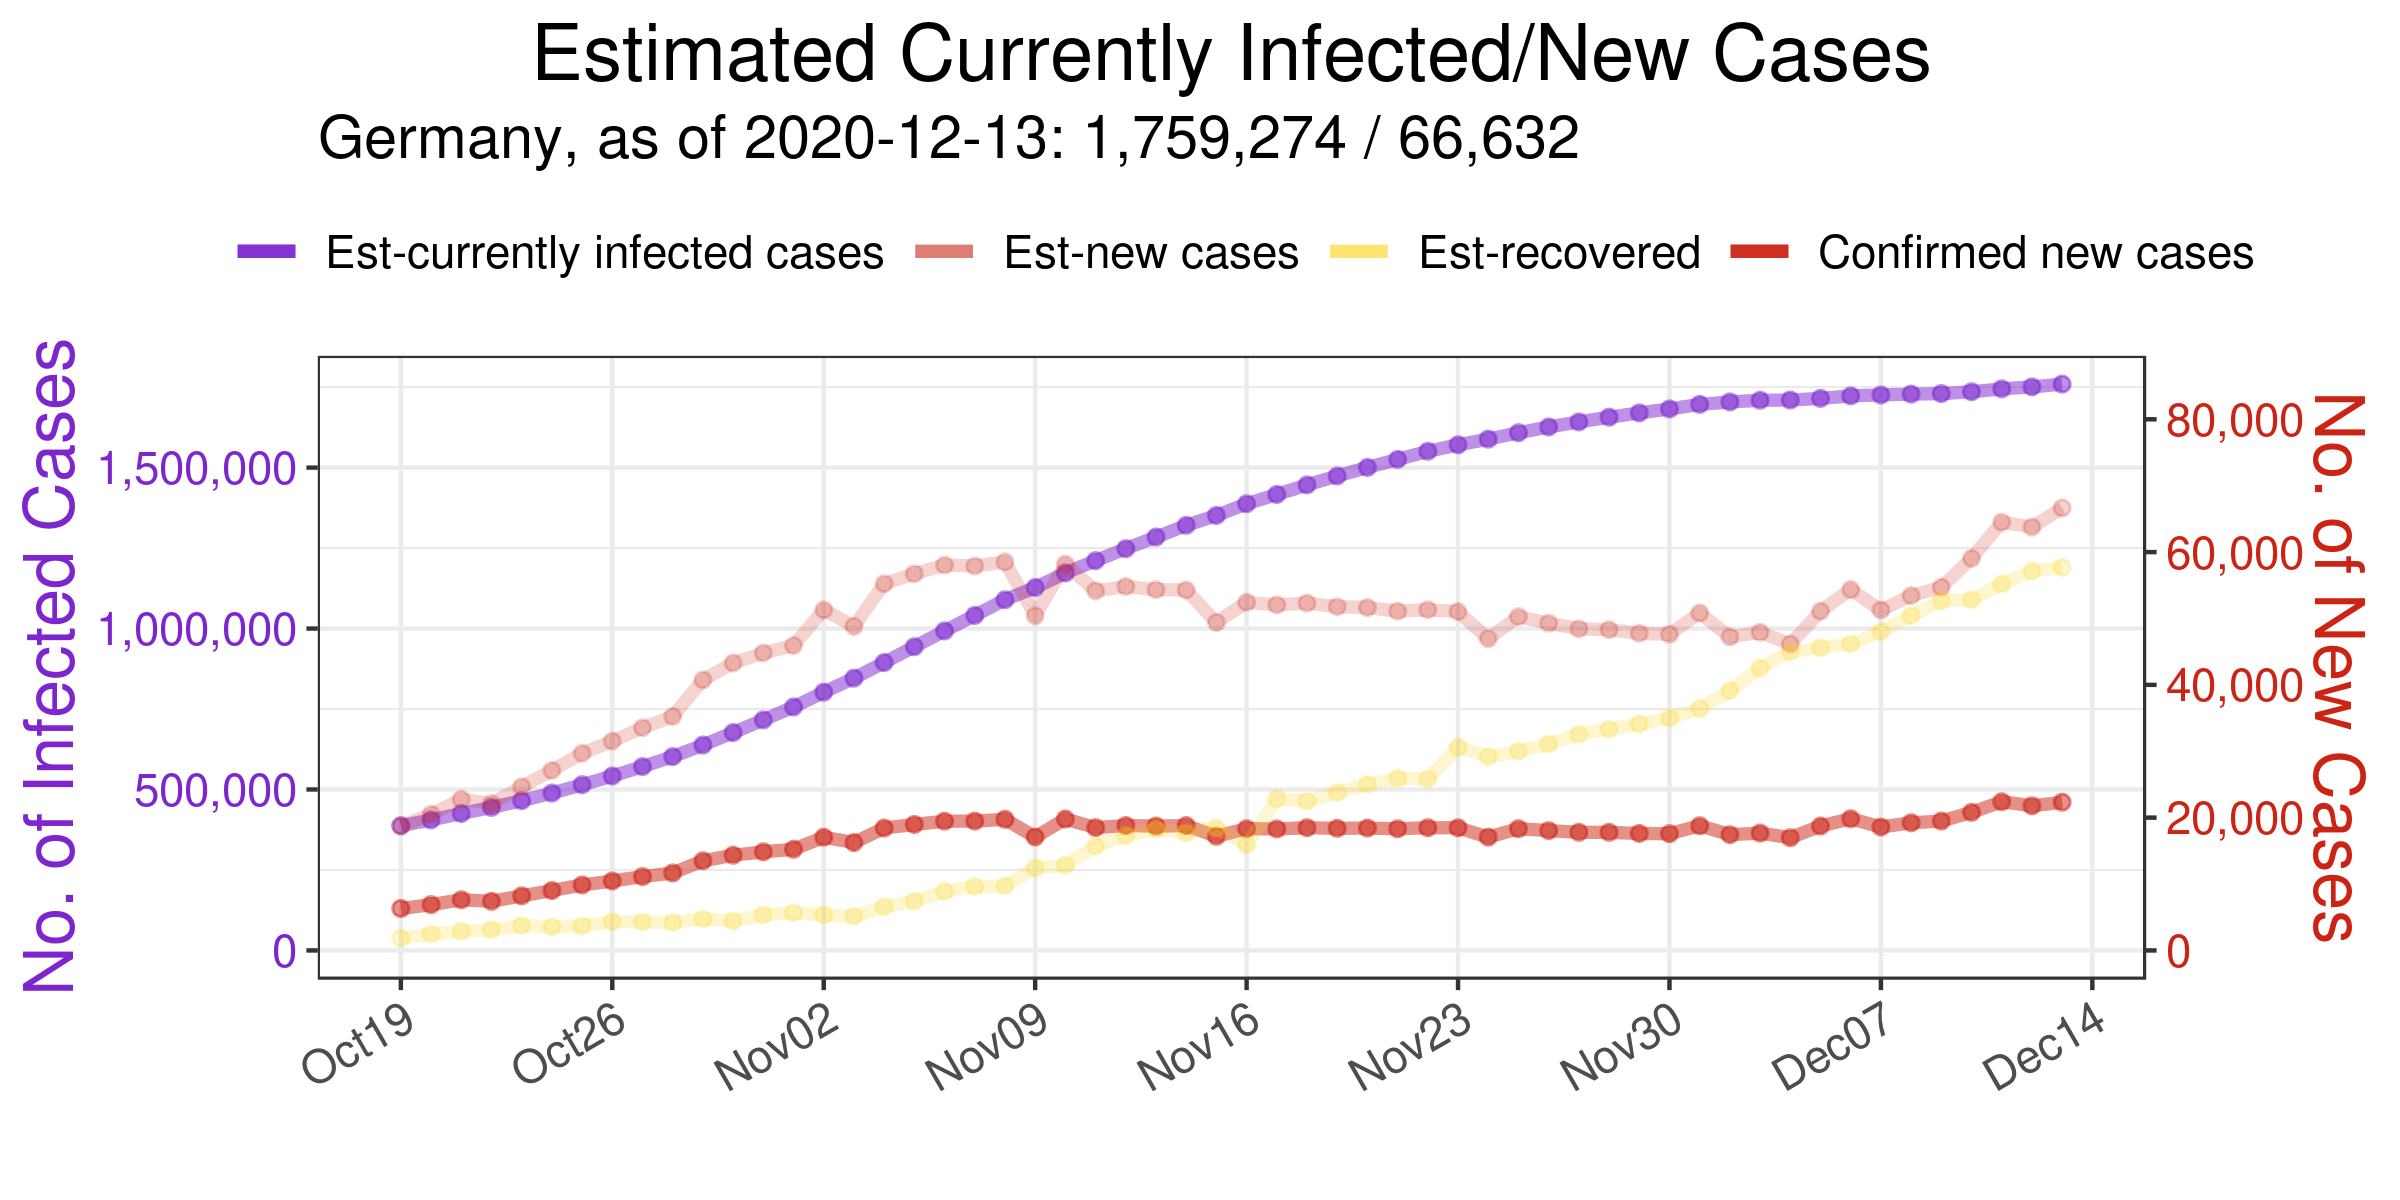 Estimated Currently Infected/New Cases
Germany, as of 2020-12-13: 1,759,274 / 66,632
Est-currently infected cases Est-new cases Est-recovered Confirmed new cases
No. of Infected Cases
1,500,000
1,000,000
500,000
0
80,000
60,000
40,000
20,000
0
No. of New Cases
Oct19 Oct26 Nov02 Nov09 Nov16 Nov23 Nov30 Dec07 Dec14